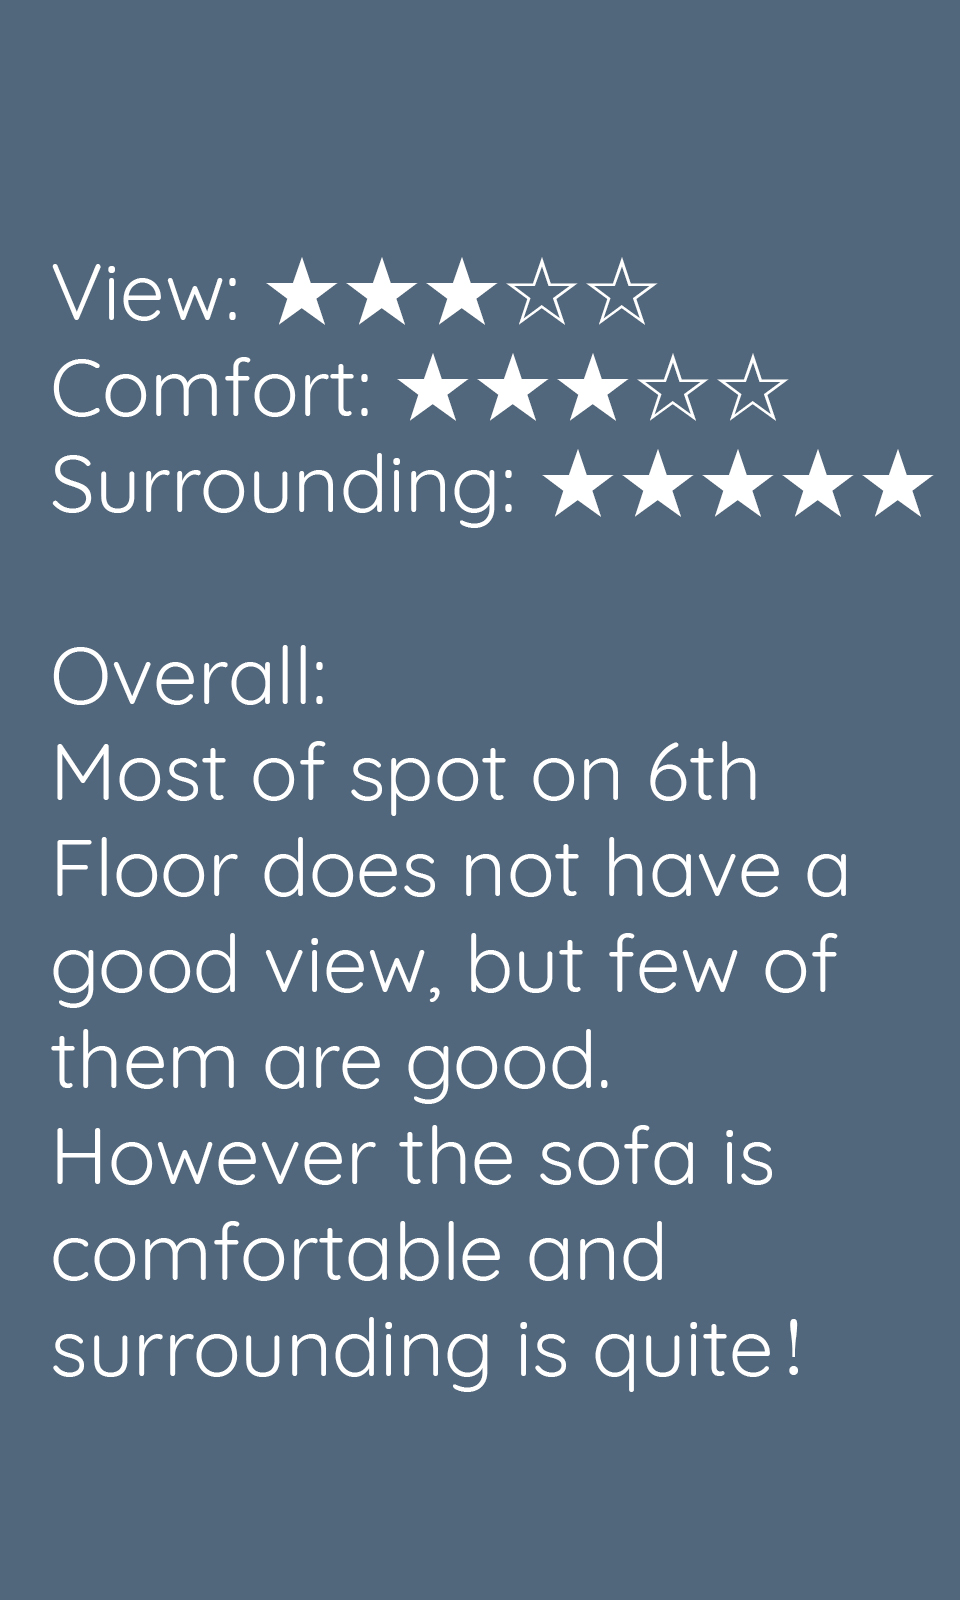 View: ★★★☆☆
Comfort: ★★★☆☆
Surrounding: ★★★★★
Overall:
Most of spot on 6th
Floor does not have a
good view, but few of
them are good.
However the sofa is
comfortable and
surrounding is quite!